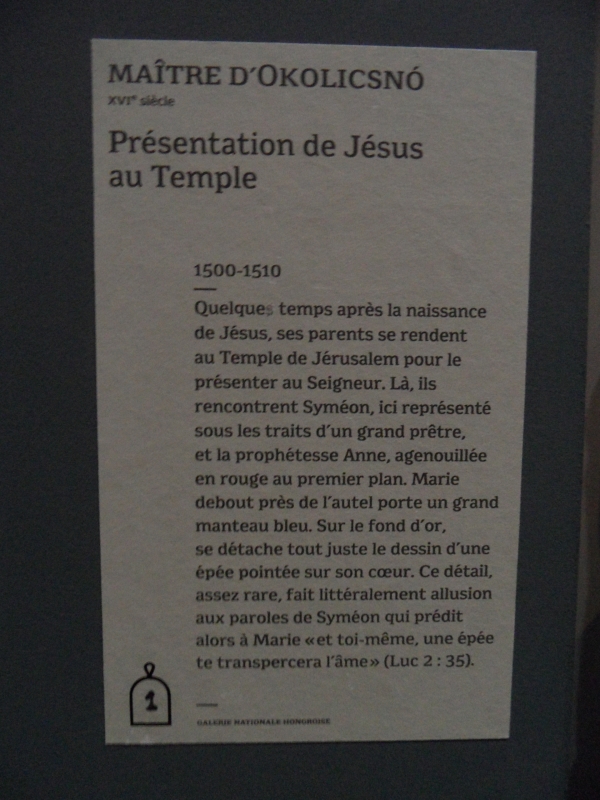 MAÎTRE D'OKOLICSNÓ
XVIᵉ siècle
Présentation de Jésus
au Temple
1500-1510
Quelques temps après la naissance
de Jésus, ses parents se rendent
au Temple de Jérusalem pour le
présenter au Seigneur. Là, ils
rencontrent Syméon, ici représenté
sous les traits d'un grand prêtre,
et la prophétesse Anne, agenouillée
en rouge au premier plan. Marie
debout près de l'autel porte un grand
manteau bleu. Sur le fond d'or,
se détache tout juste le dessin d'une
épée pointée sur son cœur. Ce détail,
assez rare, fait littéralement allusion
aux paroles de Syméon qui prédit
alors à Marie «et toi-même, une épée
te transpercera l'âme» (Luc 2 : 35).
1
GALERIE NATIONALE HONGROISE